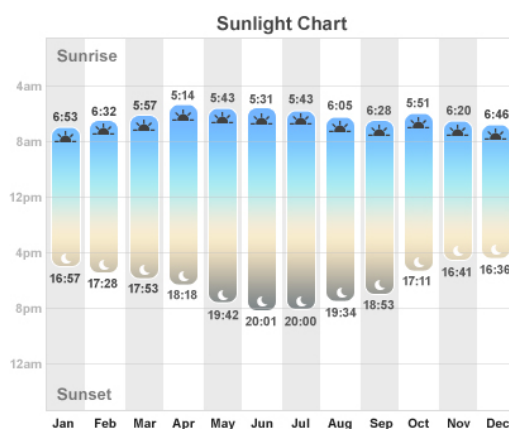 Sunlight Chart
Sunrise
4am
8am
12pm
4pm
8pm
12am
6:53
6:32
5:57
5:14
5:43
5:31
5:43
6:05
6:28
5:51
6:20
6:46
16:57
17:28
17:53
18:18
19:42
20:01
20:00
19:34
18:53
17:11
16:41
16:36
Sunset
Jan Feb Mar Apr May Jun Jul Aug Sep Oct Nov Dec